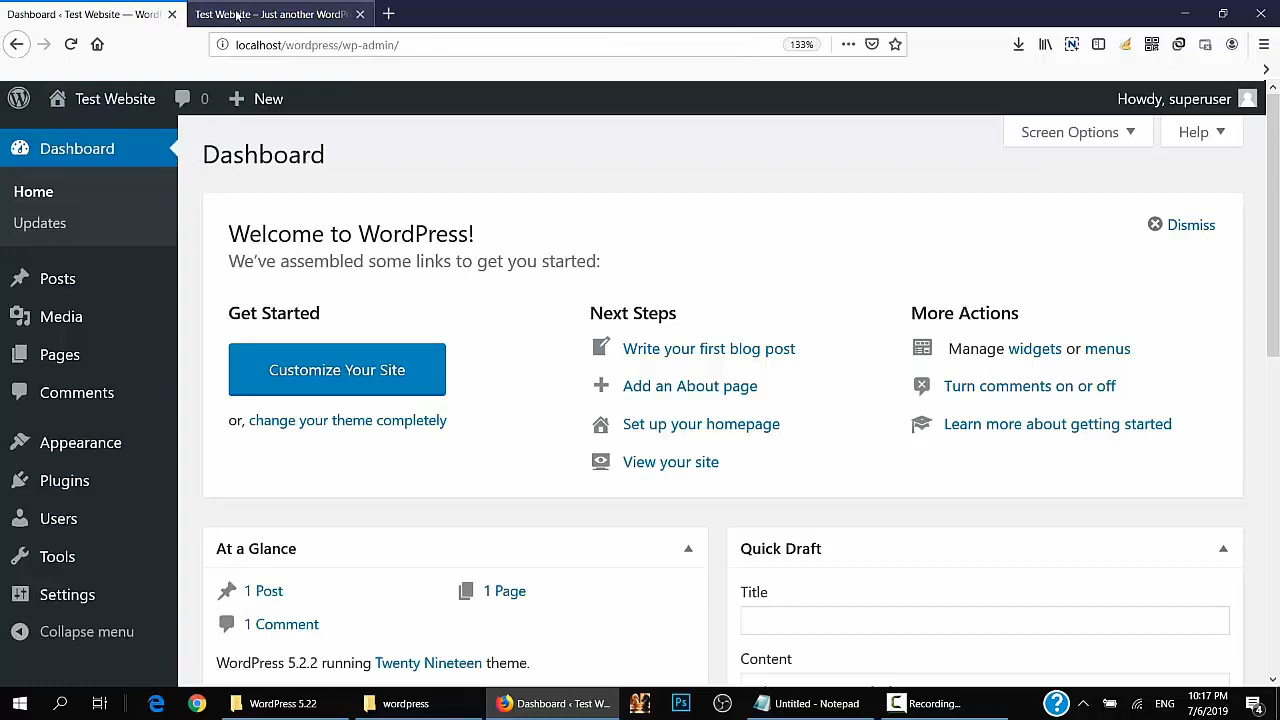 Dashboard ‹ Test Website — Word
Test Website – Just another WordPr
localhost/wordpress/wp-admin/
133%
Test Website
0
New
Howdy, superuser
Dashboard
Home
Updates
Posts
Media
Pages
Comments
Appearance
Plugins
Users
Tools
Settings
Collapse menu
Screen Options
Help
Dashboard
Welcome to WordPress!
We've assembled some links to get you started:
Dismiss
Get Started
Customize Your Site
or, change your theme completely
Next Steps
Write your first blog post
Add an About page
Set up your homepage
View your site
More Actions
Manage widgets or menus
Turn comments on or off
Learn more about getting started
At a Glance
1 Post
1 Page
1 Comment
WordPress 5.2.2 running Twenty Nineteen theme.
Quick Draft
Title
Content
WordPress 5.22
wordpress
Dashboard ‹ Test W...
Ps
Untitled - Notepad
Recording...
ENG
10:17 PM
7/6/2019
4